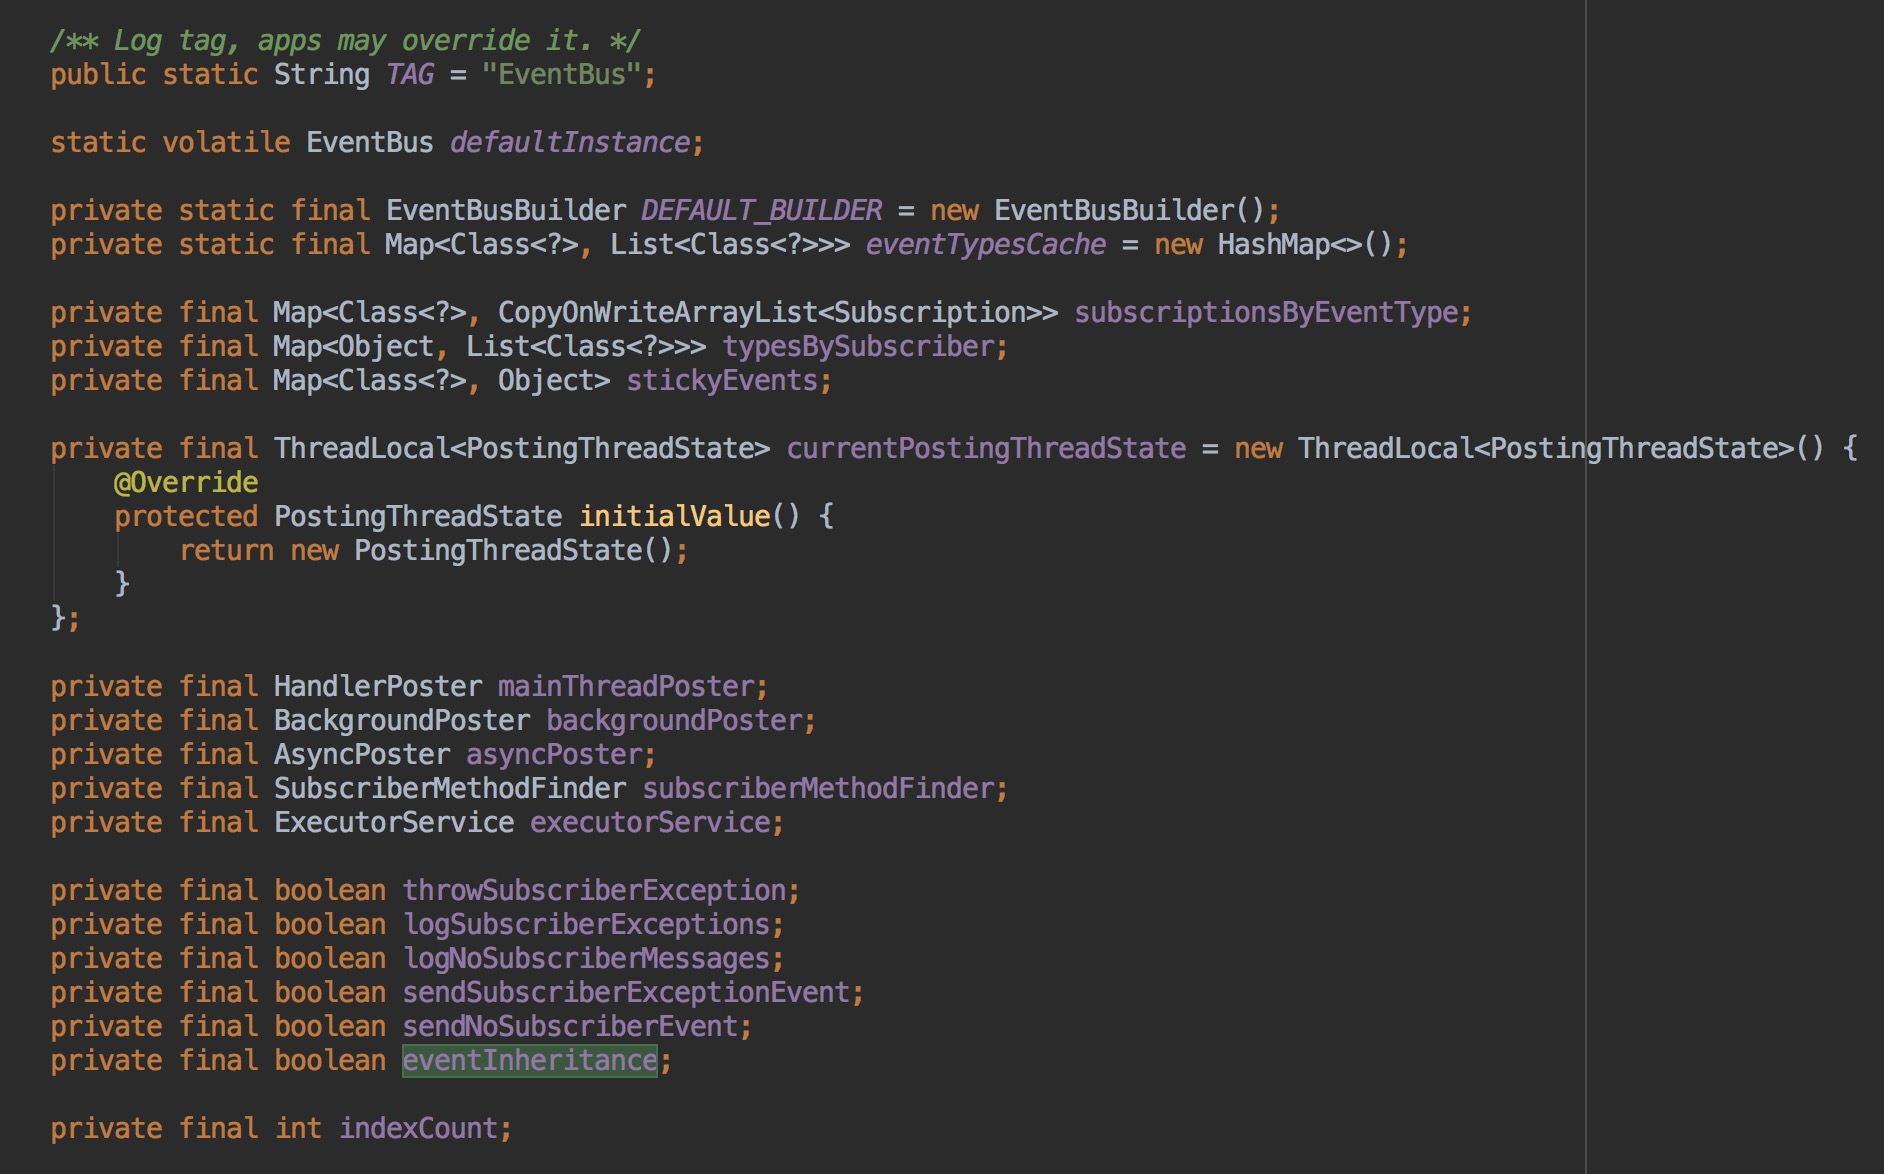 /** Log tag, apps may override it. */
public static String TAG = "EventBus";
static volatile EventBus defaultInstance;
private static final EventBusBuilder DEFAULT_BUILDER = new EventBusBuilder();
private static final Map<Class<?>, List<Class<?>>> eventTypesCache = new HashMap<>();
private final Map<Class<?>, CopyOnWriteArrayList<Subscription>> subscriptionsByEventType;
private final Map<Object, List<Class<?>>> typesBySubscriber;
private final Map<Class<?>, Object> stickyEvents;
private final ThreadLocal<PostingThreadState> currentPostingThreadState = new ThreadLocal<PostingThreadState>() {
    @Override
    protected PostingThreadState initialValue() {
        return new PostingThreadState();
    }
};
private final HandlerPoster mainThreadPoster;
private final BackgroundPoster backgroundPoster;
private final AsyncPoster asyncPoster;
private final SubscriberMethodFinder subscriberMethodFinder;
private final ExecutorService executorService;
private final boolean throwSubscriberException;
private final boolean logSubscriberExceptions;
private final boolean logNoSubscriberMessages;
private final boolean sendSubscriberExceptionEvent;
private final boolean sendNoSubscriberEvent;
private final boolean eventInheritance;
private final int indexCount;